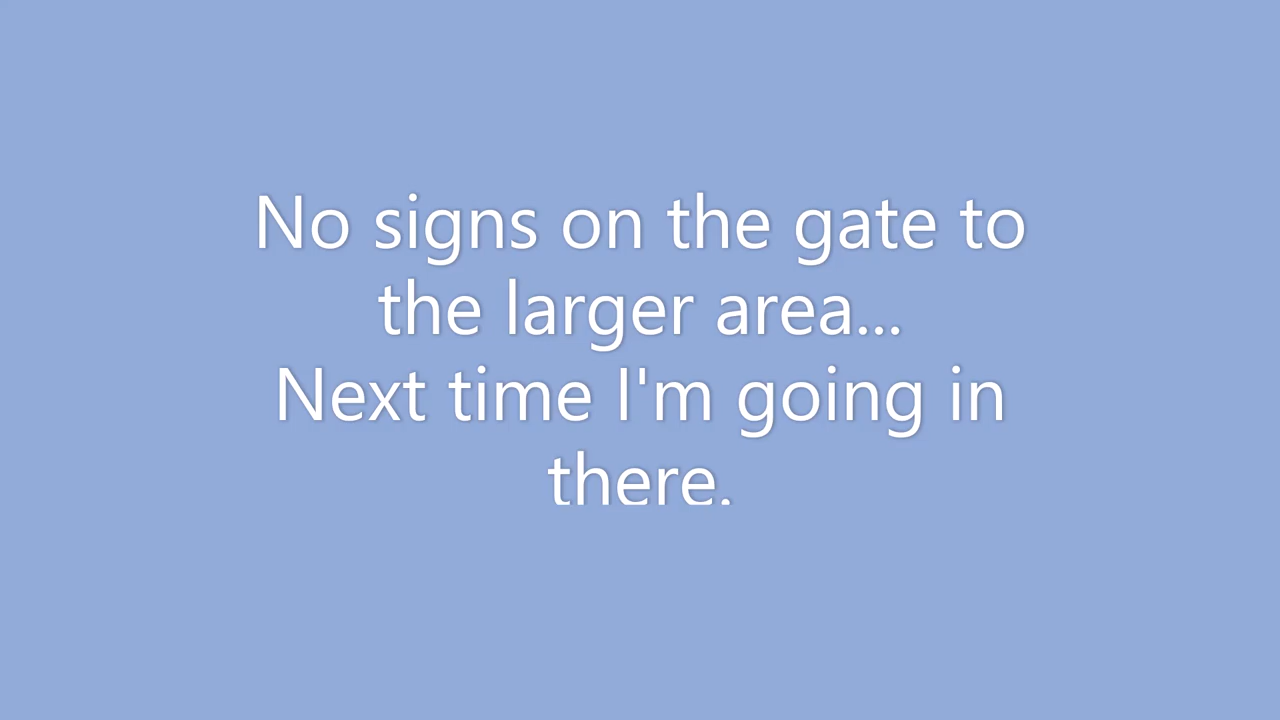 No signs on the gate to
the larger area...
Next time I'm going in
there.